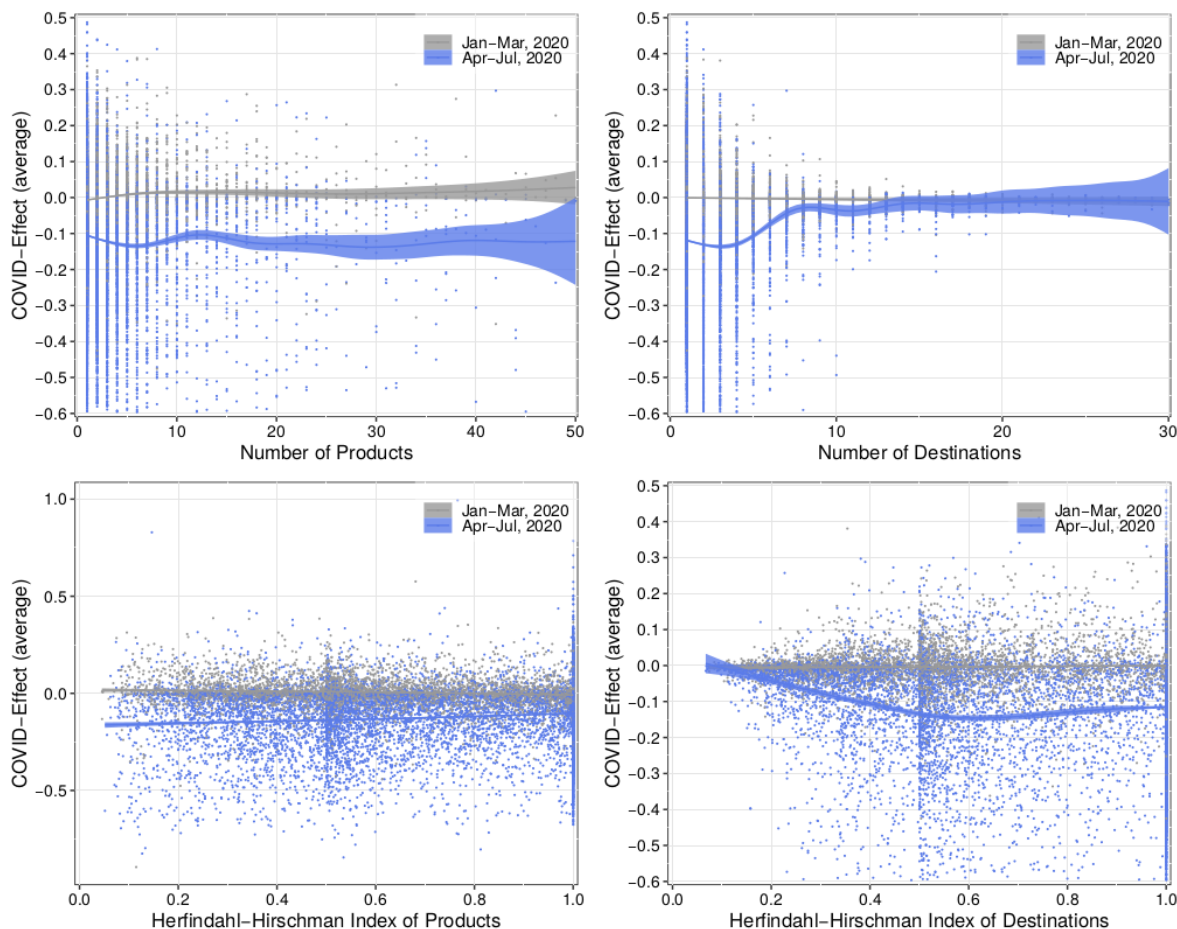 COVID−Effect (average)
0.5
0.4
0.3
0.2
0.1
0.0
−0.1
−0.2
−0.3
−0.4
−0.5
−0.6
Jan−Mar, 2020
Apr−Jul, 2020
0 10 20 30 40 50
Number of Products
COVID−Effect (average)
0.5
0.4
0.3
0.2
0.1
0.0
−0.1
−0.2
−0.3
−0.4
−0.5
−0.6
Jan−Mar, 2020
Apr−Jul, 2020
0 10 20 30
Number of Destinations
COVID−Effect (average)
1.0
0.5
0.0
−0.5
Jan−Mar, 2020
Apr−Jul, 2020
0.0 0.2 0.4 0.6 0.8 1.0
Herfindahl−Hirschman Index of Products
COVID−Effect (average)
0.5
0.4
0.3
0.2
0.1
0.0
−0.1
−0.2
−0.3
−0.4
−0.5
−0.6
Jan−Mar, 2020
Apr−Jul, 2020
0.0 0.2 0.4 0.6 0.8 1.0
Herfindahl−Hirschman Index of Destinations